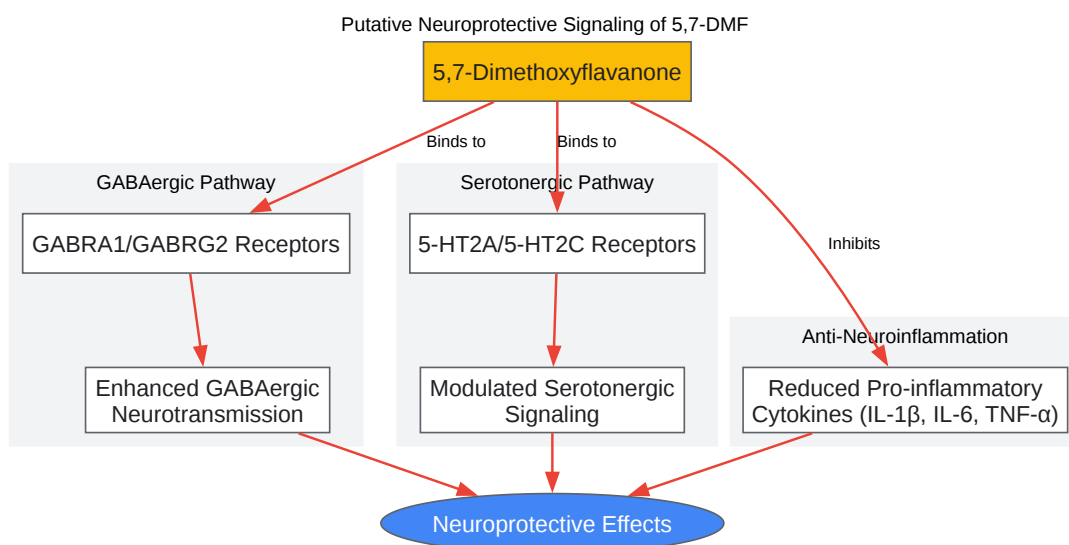 Putative Neuroprotective Signaling of 5,7-DMF
5,7-Dimethoxyflavanone
Binds to
Binds to
Inhibits
GABAergic Pathway
GABRA1/GABRG2 Receptors
Enhanced GABAergic
Neurotransmission
Serotonergic Pathway
5-HT2A/5-HT2C Receptors
Modulated Serotonergic
Signaling
Anti-Neuroinflammation
Reduced Pro-inflammatory
Cytokines (IL-1β, IL-6, TNF-α)
Neuroprotective Effects